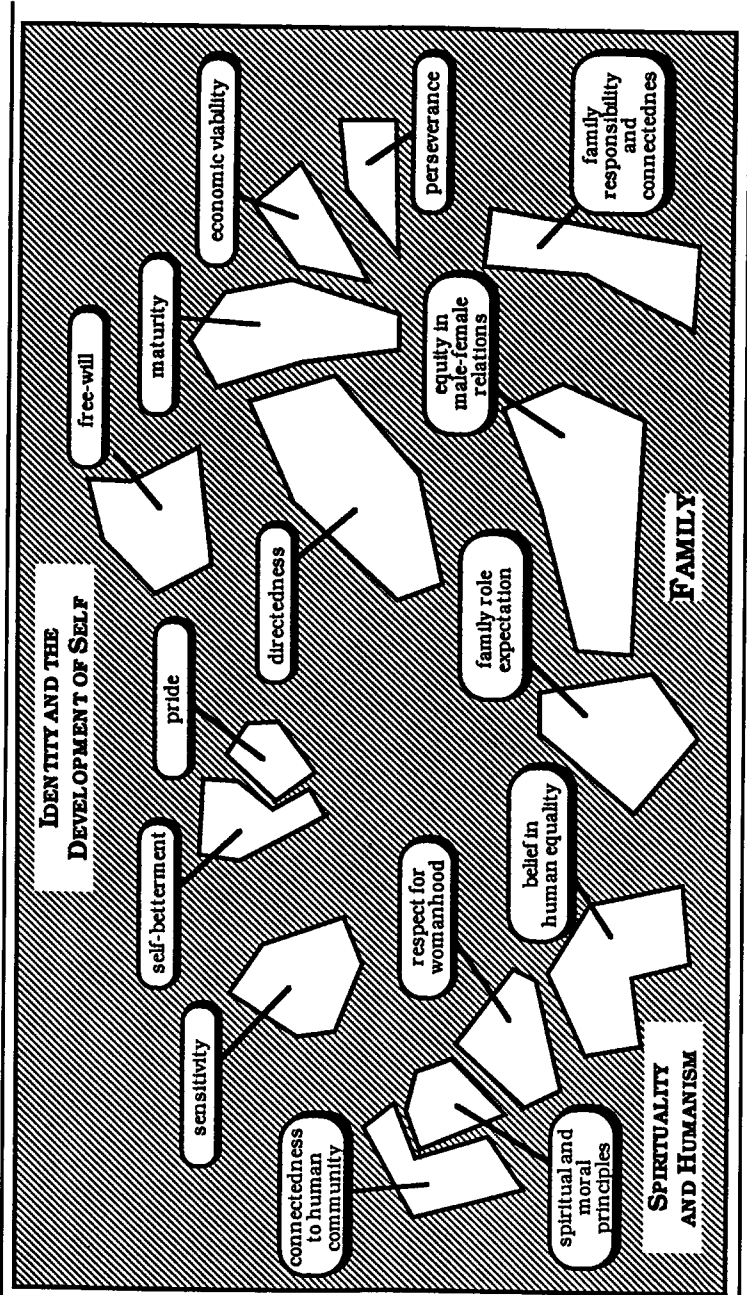 IDENTITY AND THE
DEVELOPMENT OF SELF
free-will
economic viability
maturity
pride
self-betterment
sensitivity
perseverance
directedness
connectedness
to human
community
respect for
womanhood
equity in
male-female
relations
family role
expectation
belief in
human equality
spiritual and
moral
principles
family
responsibility
and
connectednes
SPIRITUALITY
AND HUMANISM
FAMILY